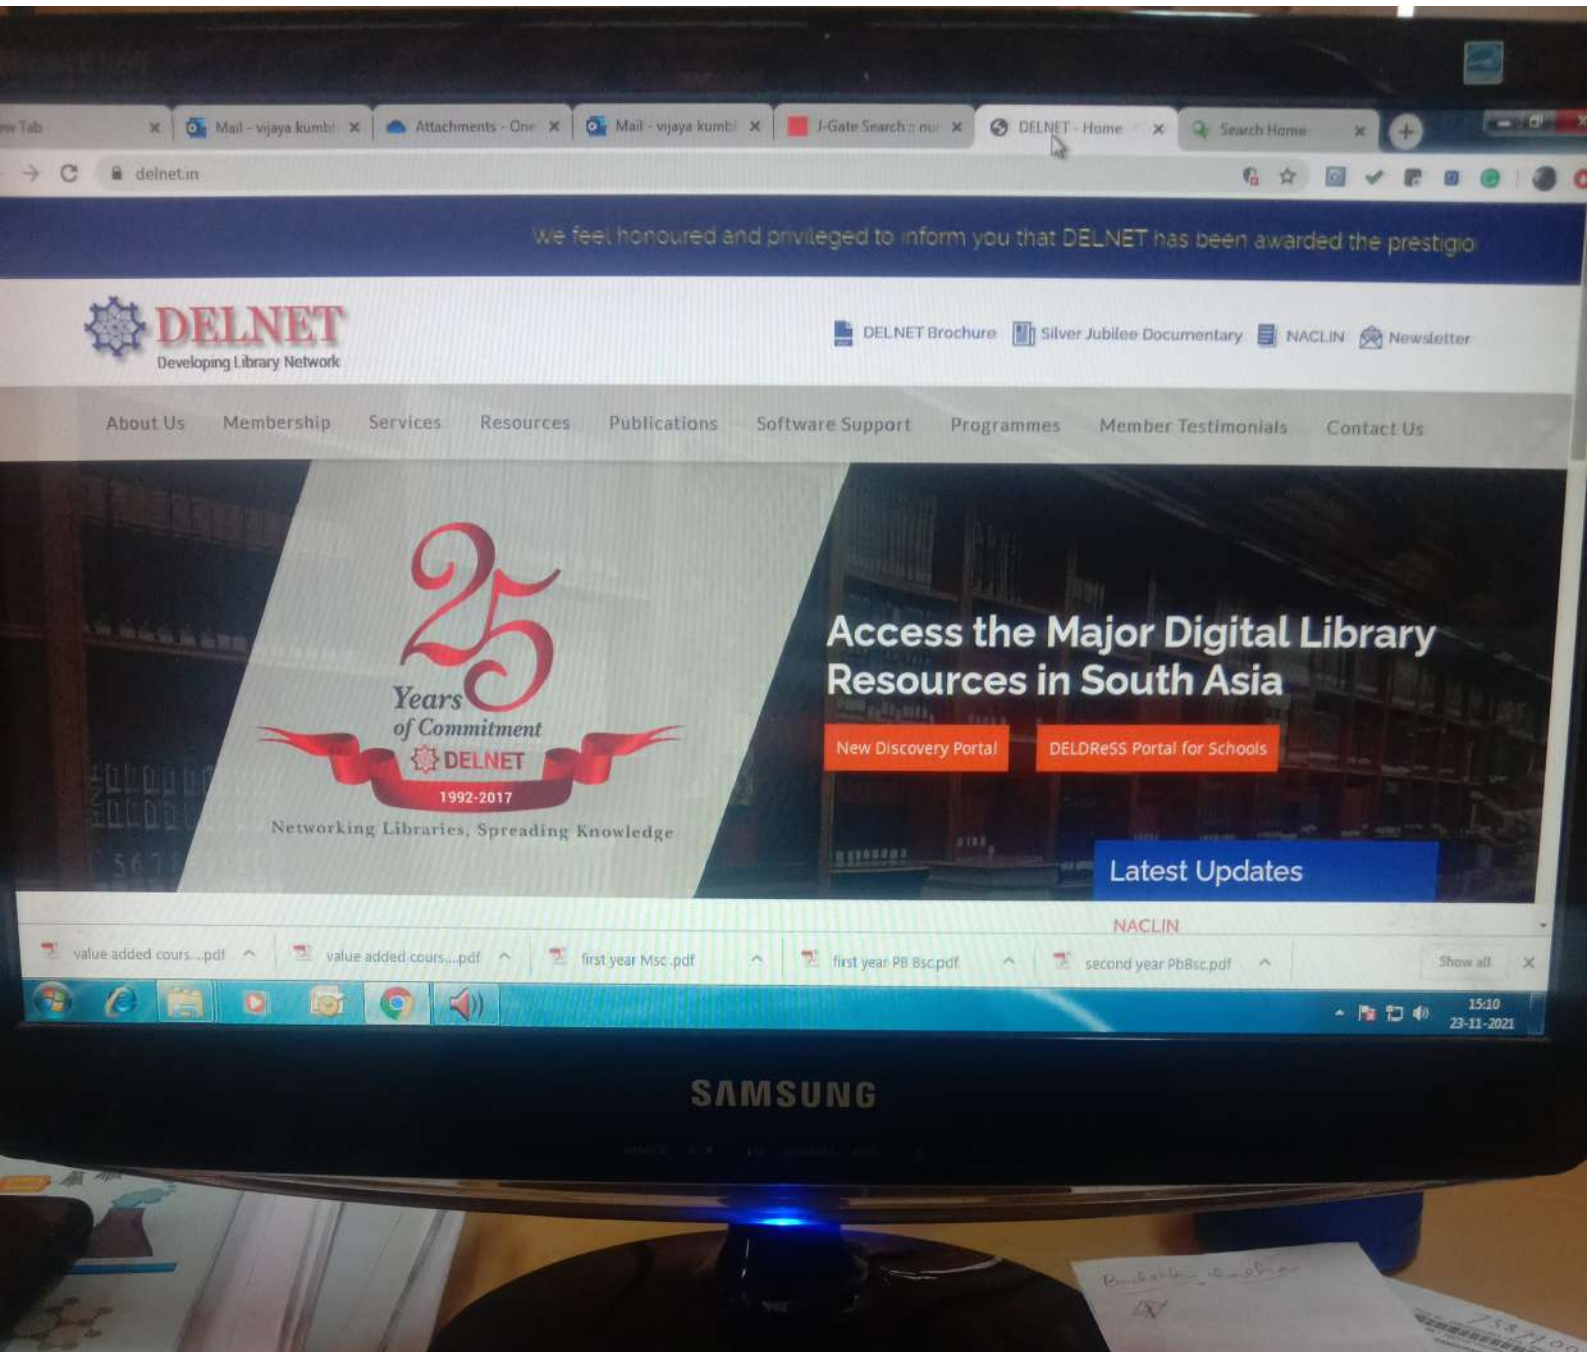 ew Tab
Mail - vijaya kumbl
Attachments - One
Mail - vijaya kumbl
J-Gate Search :: nur
DELNET - Home
Search Home
delnet.in
We feel honoured and privileged to inform you that DELNET has been awarded the prestigio
DELNET
Developing Library Network
DELNET Brochure
Silver Jubilee Documentary
NACLIN
Newsletter
About Us
Membership
Services
Resources
Publications
Software Support
Programmes
Member Testimonials
Contact Us
25
Years
of Commitment
DELNET
1992-2017
Networking Libraries, Spreading Knowledge
Access the Major Digital Library
Resources in South Asia
New Discovery Portal
DELDReSS Portal for Schools
Latest Updates
NACLIN
value added cours....pdf
value added cours....pdf
first year Msc .pdf
first year PB Bsc.pdf
second year PbBsc.pdf
Show all
15:10
23-11-2021
SAMSUNG